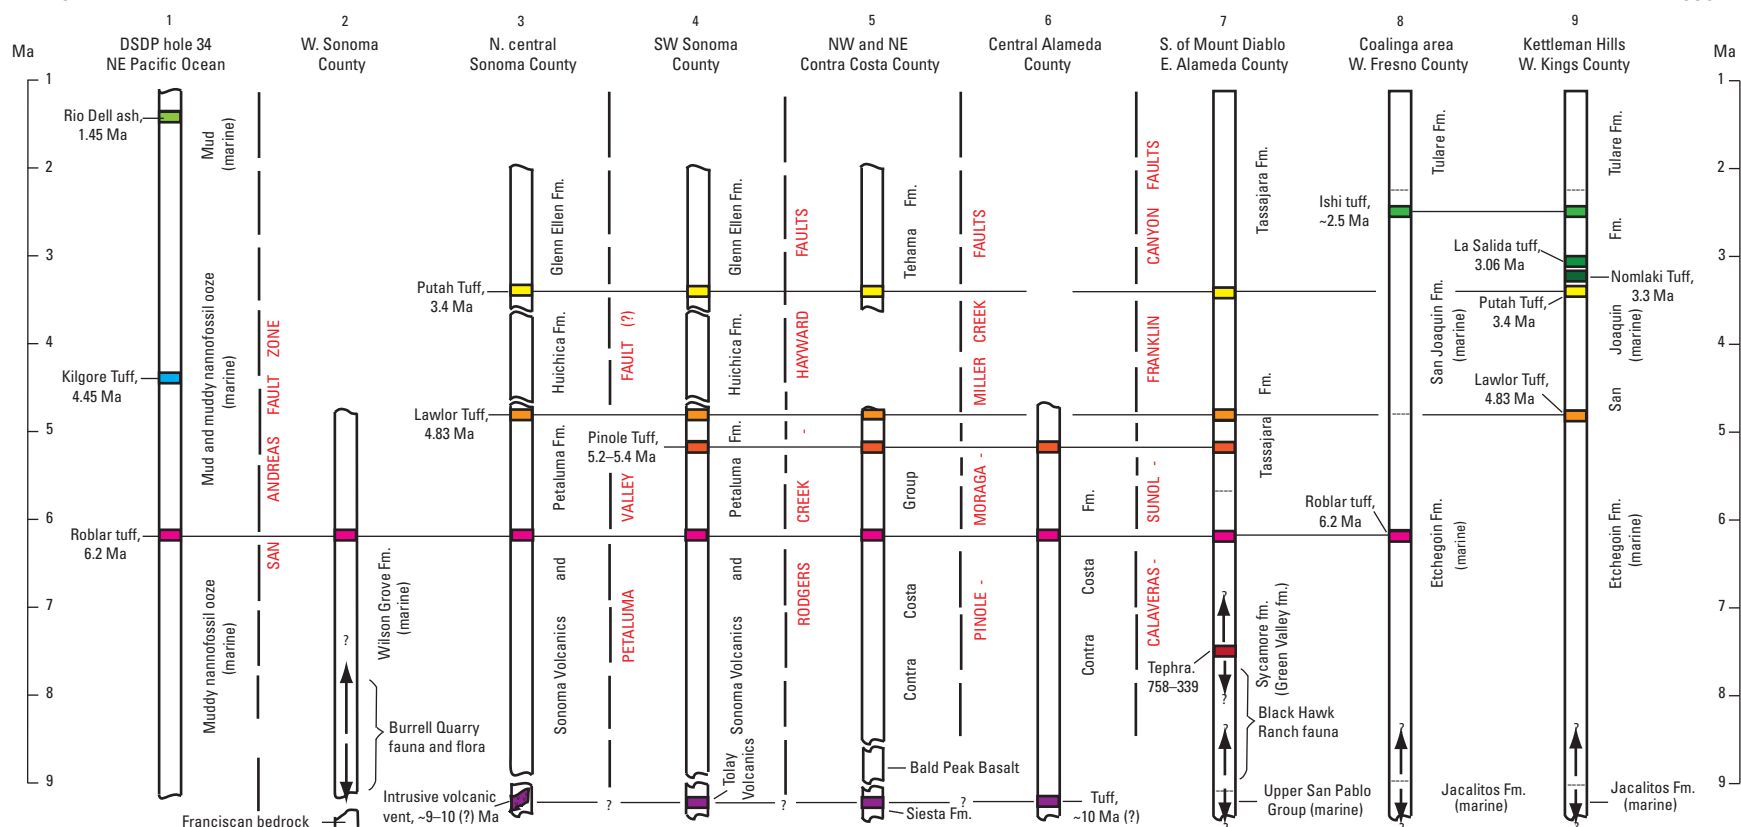 1 2 3 4 5 6 7 8 9
Ma
DSDP hole 34
NE Pacific Ocean
W. Sonoma
County
N. central
Sonoma County
SW Sonoma
County
NW and NE
Contra Costa County
Central Alameda
County
S. of Mount Diablo
E. Alameda County
Coalinga area
W. Fresno County
Kettleman Hills
W. Kings County
Ma
1
2
3
4
5
6
7
8
9
Rio Dell ash,
1.45 Ma
Kilgore Tuff,
4.45 Ma
Roblar tuff,
6.2 Ma
Mud
(marine)
Mud and muddy nannofossil ooze
(marine)
Muddy nannofossil ooze
(marine)
SAN ANDREAS FAULT ZONE
?
Wilson Grove Fm.
(marine)
Burrell Quarry
fauna and flora
Franciscan bedrock
Putah Tuff,
3.4 Ma
Lawlor Tuff,
4.83 Ma
Intrusive volcanic
vent, ~9–10 (?) Ma
Glenn Ellen Fm.
Huichica Fm.
Petaluma Fm.
and
Sonoma Volcanics
PETALUMA VALLEY FAULT (?)
?
Pinole Tuff,
5.2–5.4 Ma
Glenn Ellen Fm.
Huichica Fm.
Petaluma Fm.
and
Sonoma Volcanics
Tolay
Volcanics
RODGERS CREEK - HAYWARD FAULTS
?
Tehama Fm.
Contra Costa Group
Bald Peak Basalt
Siesta Fm.
PINOLE - MORAGA - MILLER CREEK FAULTS
?
Contra Costa Fm.
Tuff,
~10 Ma (?)
CALAVERAS - SUNOL - FRANKLIN CANYON FAULTS
Tassajara Fm.
Tassajara Fm.
?
Tephra.
758–339
?
?
?
Sycamore fm.
(Green Valley fm.)
Black Hawk
Ranch fauna
Upper San Pablo
Group (marine)
Ishi tuff,
~2.5 Ma
Roblar tuff,
6.2 Ma
Tulare Fm.
San Joaquin Fm.
(marine)
Etchegoin Fm.
(marine)
?
?
Jacalitos Fm.
(marine)
La Salida tuff,
3.06 Ma
Nomlaki Tuff,
3.3 Ma
Putah Tuff,
3.4 Ma
Lawlor Tuff,
4.83 Ma
Tulare Fm.
San Joaquin Fm.
(marine)
Etchegoin Fm.
(marine)
?
?
Jacalitos Fm.
(marine)
1
2
3
4
5
6
7
8
9